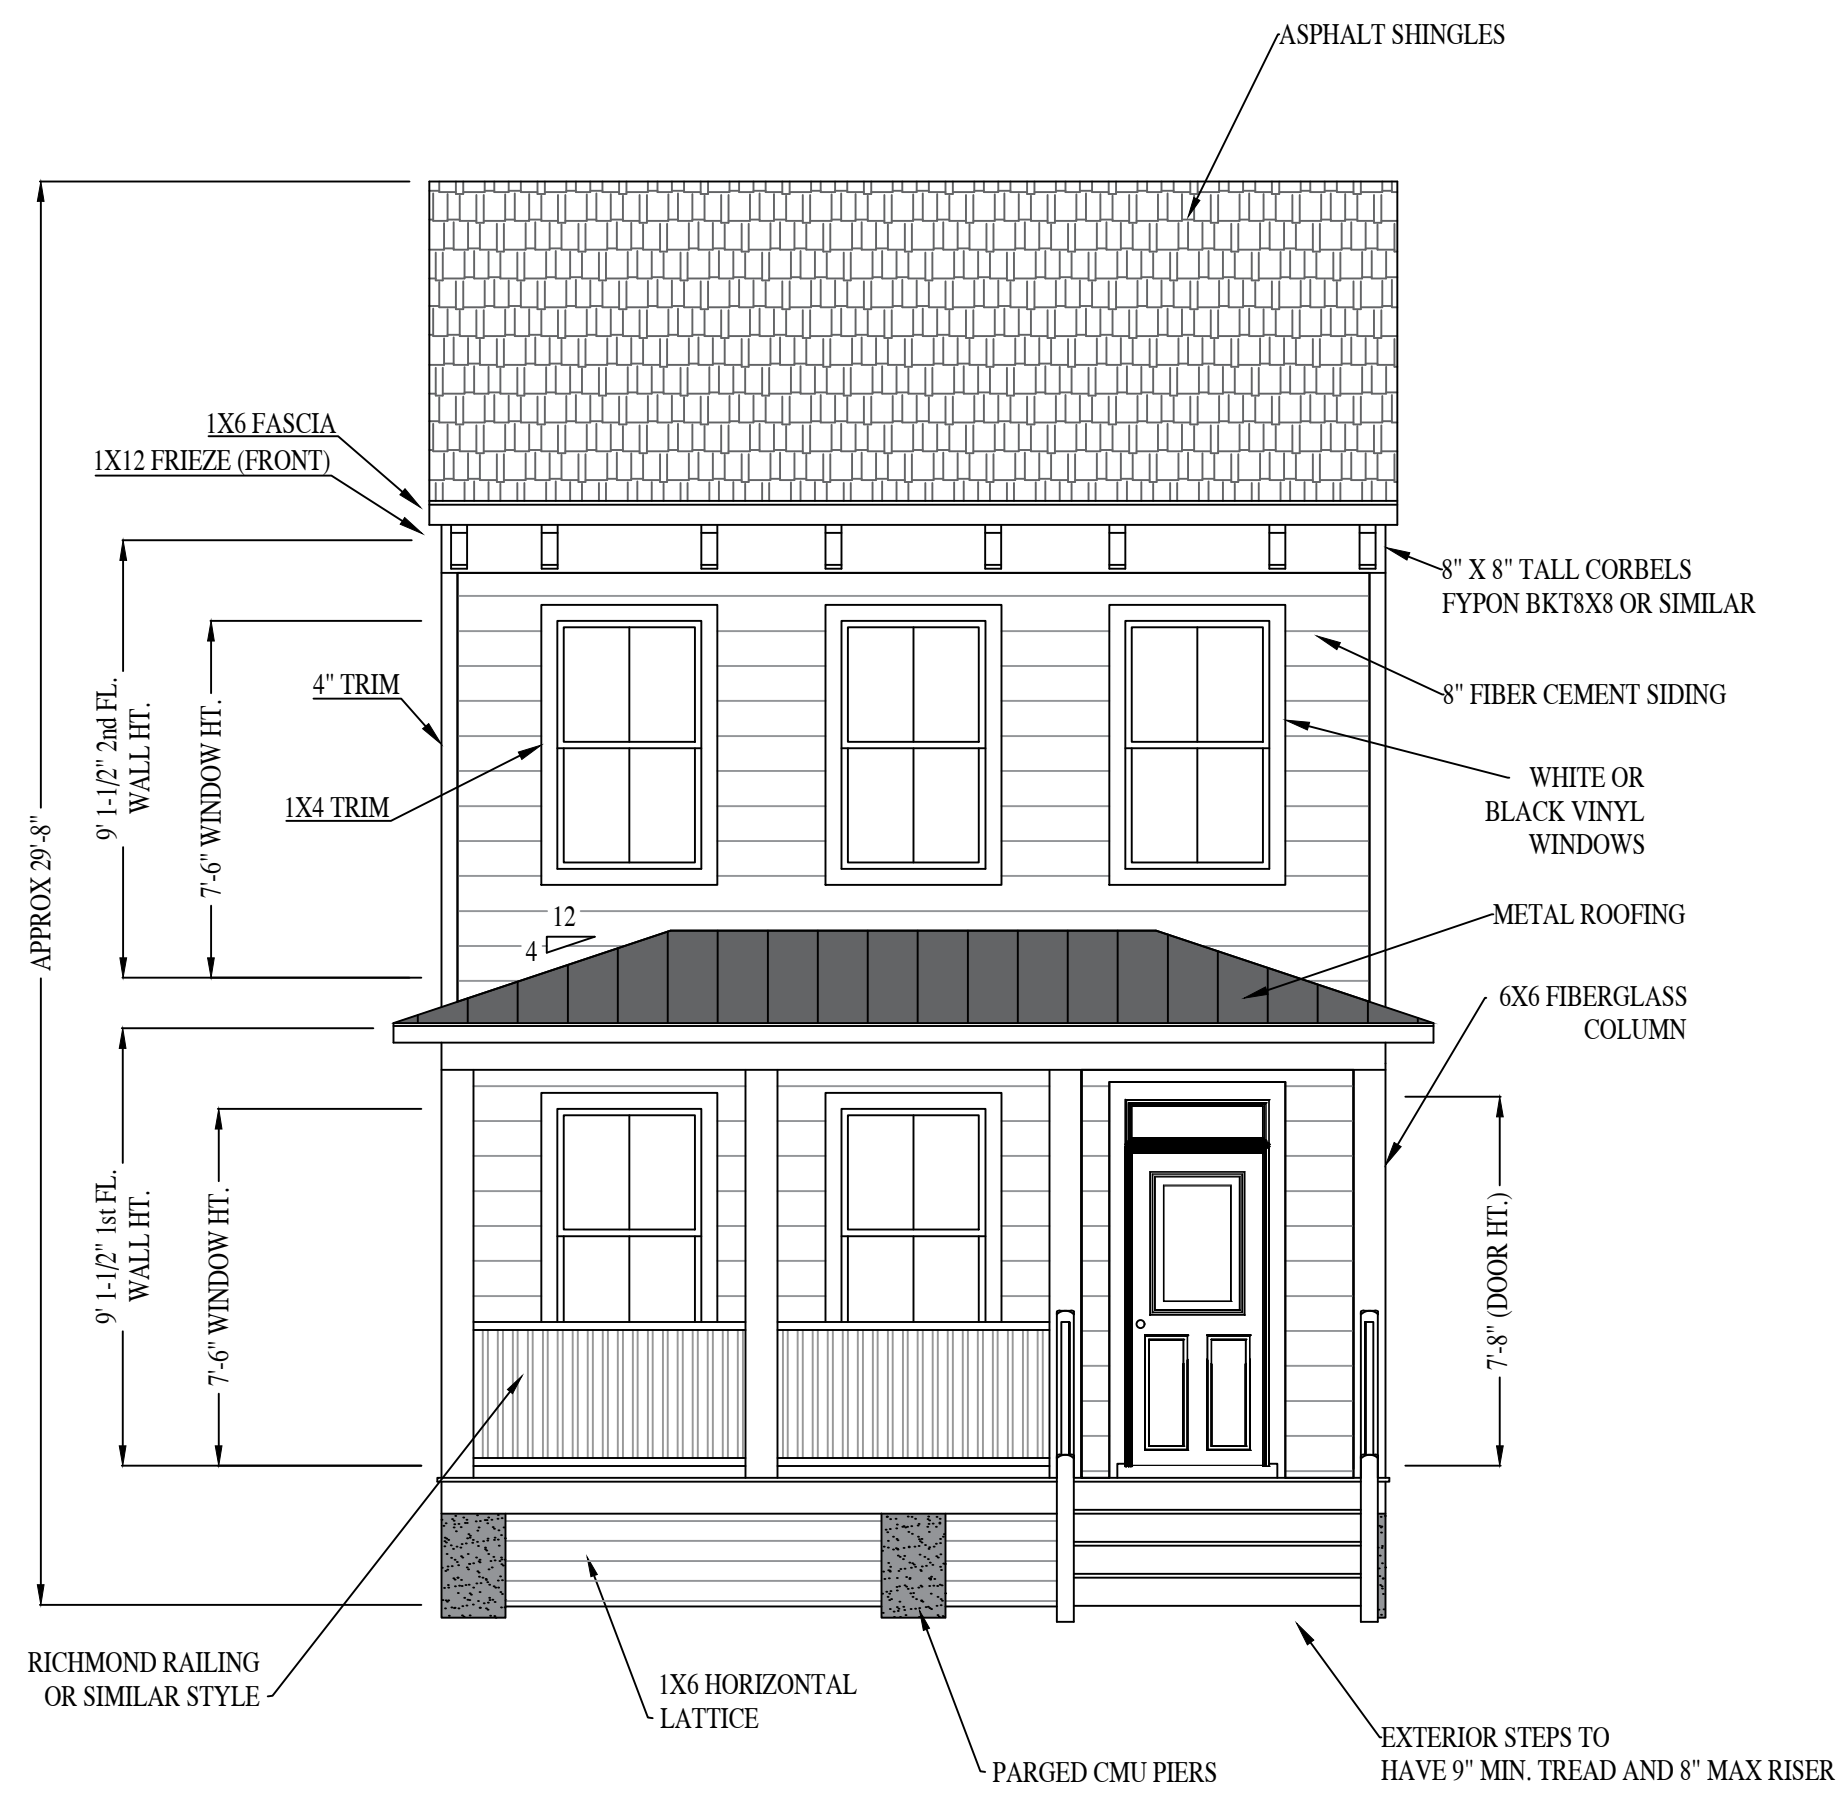 ASPHALT SHINGLES
1X6 FASCIA
1X12 FRIEZE (FRONT)
8" X 8" TALL CORBELS
FYPON BKT8X8 OR SIMILAR
4" TRIM
8" FIBER CEMENT SIDING
9' 1-1/2" 2nd FL.
WALL HT.
7'-6" WINDOW HT.
1X4 TRIM
WHITE OR
BLACK VINYL
WINDOWS
APPROX 29'-8"
12
4
METAL ROOFING
6X6 FIBERGLASS
COLUMN
9' 1-1/2" 1st FL.
WALL HT.
7'-6" WINDOW HT.
7'-8" (DOOR HT.)
RICHMOND RAILING
OR SIMILAR STYLE
1X6 HORIZONTAL
LATTICE
PARGED CMU PIERS
EXTERIOR STEPS TO
HAVE 9" MIN. TREAD AND 8" MAX RISER